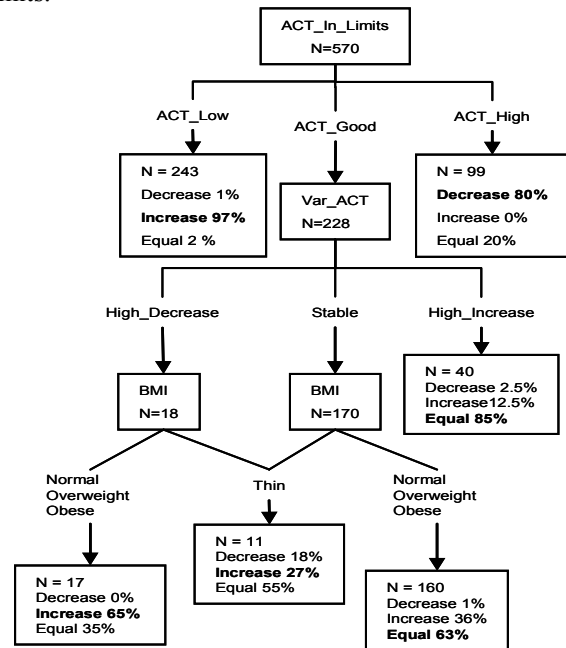 ACT_In_Limits
N=570
ACT_Low
ACT_Good
ACT_High
N = 243
Decrease 1%
Increase 97%
Equal 2 %
Var_ACT
N=228
N = 99
Decrease 80%
Increase 0%
Equal 20%
High_Decrease
Stable
High_Increase
BMI
N=18
BMI
N=170
N = 40
Decrease 2.5%
Increase12.5%
Equal 85%
Normal
Overweight
Obese
Thin
Normal
Overweight
Obese
N = 17
Decrease 0%
Increase 65%
Equal 35%
N = 11
Decrease 18%
Increase 27%
Equal 55%
N = 160
Decrease 1%
Increase 36%
Equal 63%